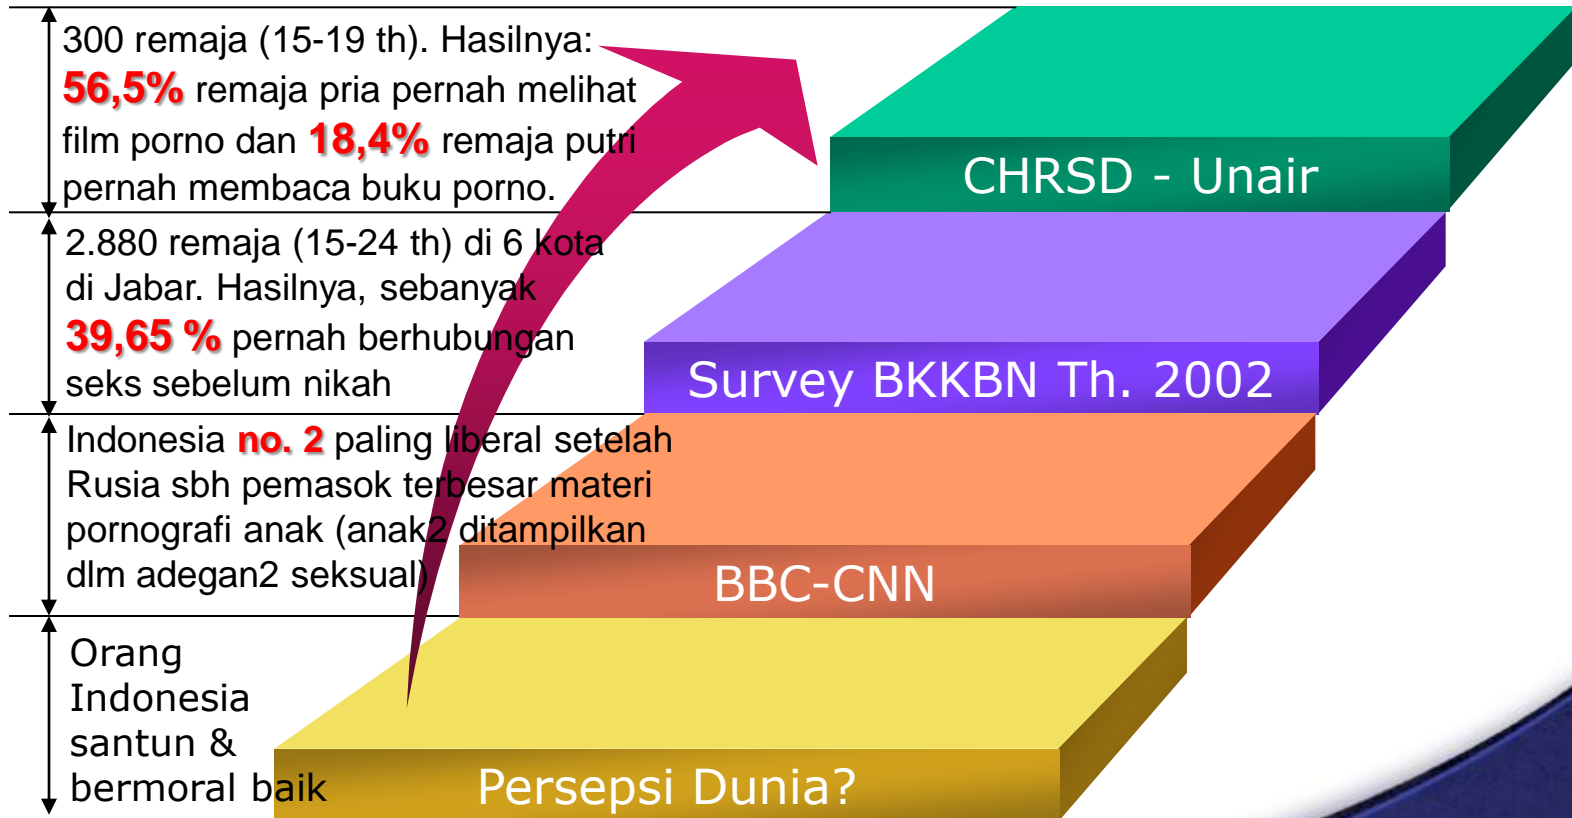 300 remaja (15-19 th). Hasilnya:
56,5% remaja pria pernah melihat
film porno dan 18,4% remaja putri
pernah membaca buku porno.
CHRSD - Unair
2.880 remaja (15-24 th) di 6 kota
di Jabar. Hasilnya, sebanyak
39,65 % pernah berhubungan
seks sebelum nikah
Survey BKKBN Th. 2002
Indonesia no. 2 paling liberal setelah
Rusia sbh pemasok terbesar materi
pornografi anak (anak2 ditampilkan
dlm adegan2 seksual)
BBC-CNN
Orang
Indonesia
santun &
bermoral baik
Persepsi Dunia?